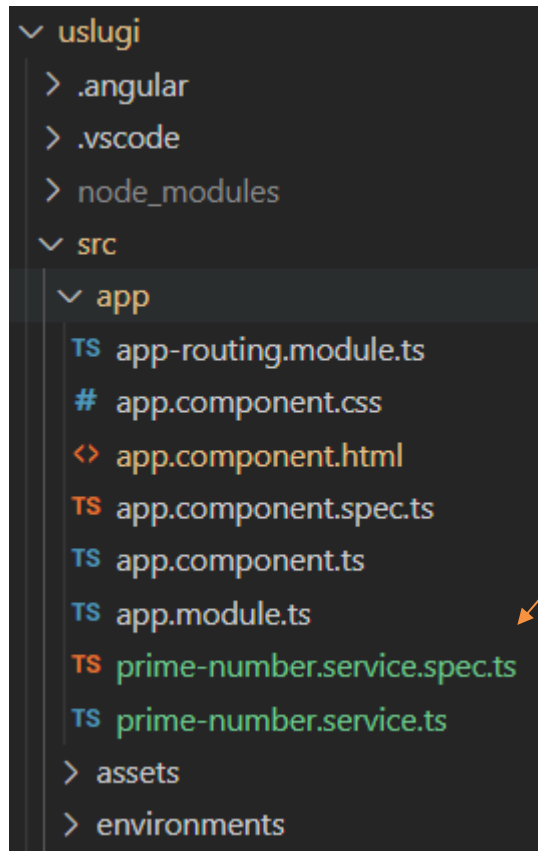 uslugi
.angular
.vscode
node_modules
src
app
TS app-routing.module.ts
# app.component.css
<> app.component.html
TS app.component.spec.ts
TS app.component.ts
TS app.module.ts
TS prime-number.service.spec.ts
TS prime-number.service.ts
assets
environments